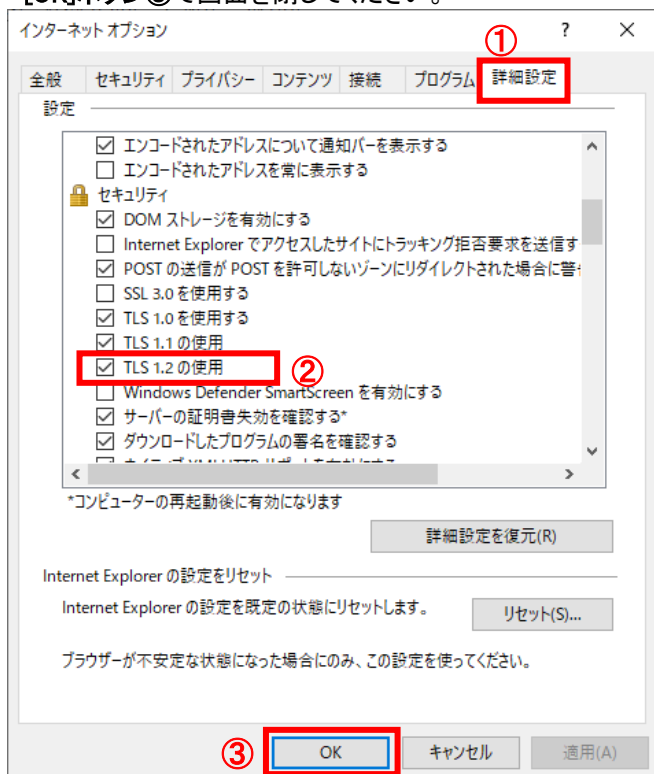 [OK]ボタン③で画面を閉じてください。
インターネット オプション
①
?
×
全般 セキュリティ プライバシー コンテンツ 接続 プログラム 詳細設定
設定
エンコードされたアドレスについて通知バーを表示する
エンコードされたアドレスを常に表示する
セキュリティ
DOM ストレージを有効にする
Internet Explorer でアクセスしたサイトにトラッキング拒否要求を送信す
POST の送信が POST を許可しないゾーンにリダイレクトされた場合に警
SSL 3.0 を使用する
TLS 1.0 を使用する
TLS 1.1 の使用
TLS 1.2 の使用
②
Windows Defender SmartScreen を有効にする
サーバーの証明書失効を確認する*
ダウンロードしたプログラムの署名を確認する
*コンピューターの再起動後に有効になります
詳細設定を復元(R)
Internet Explorer の設定をリセット
Internet Explorer の設定を既定の状態にリセットします。
リセット(S)...
ブラウザーが不安定な状態になった場合にのみ、この設定を使ってください。
③
OK
キャンセル
適用(A)